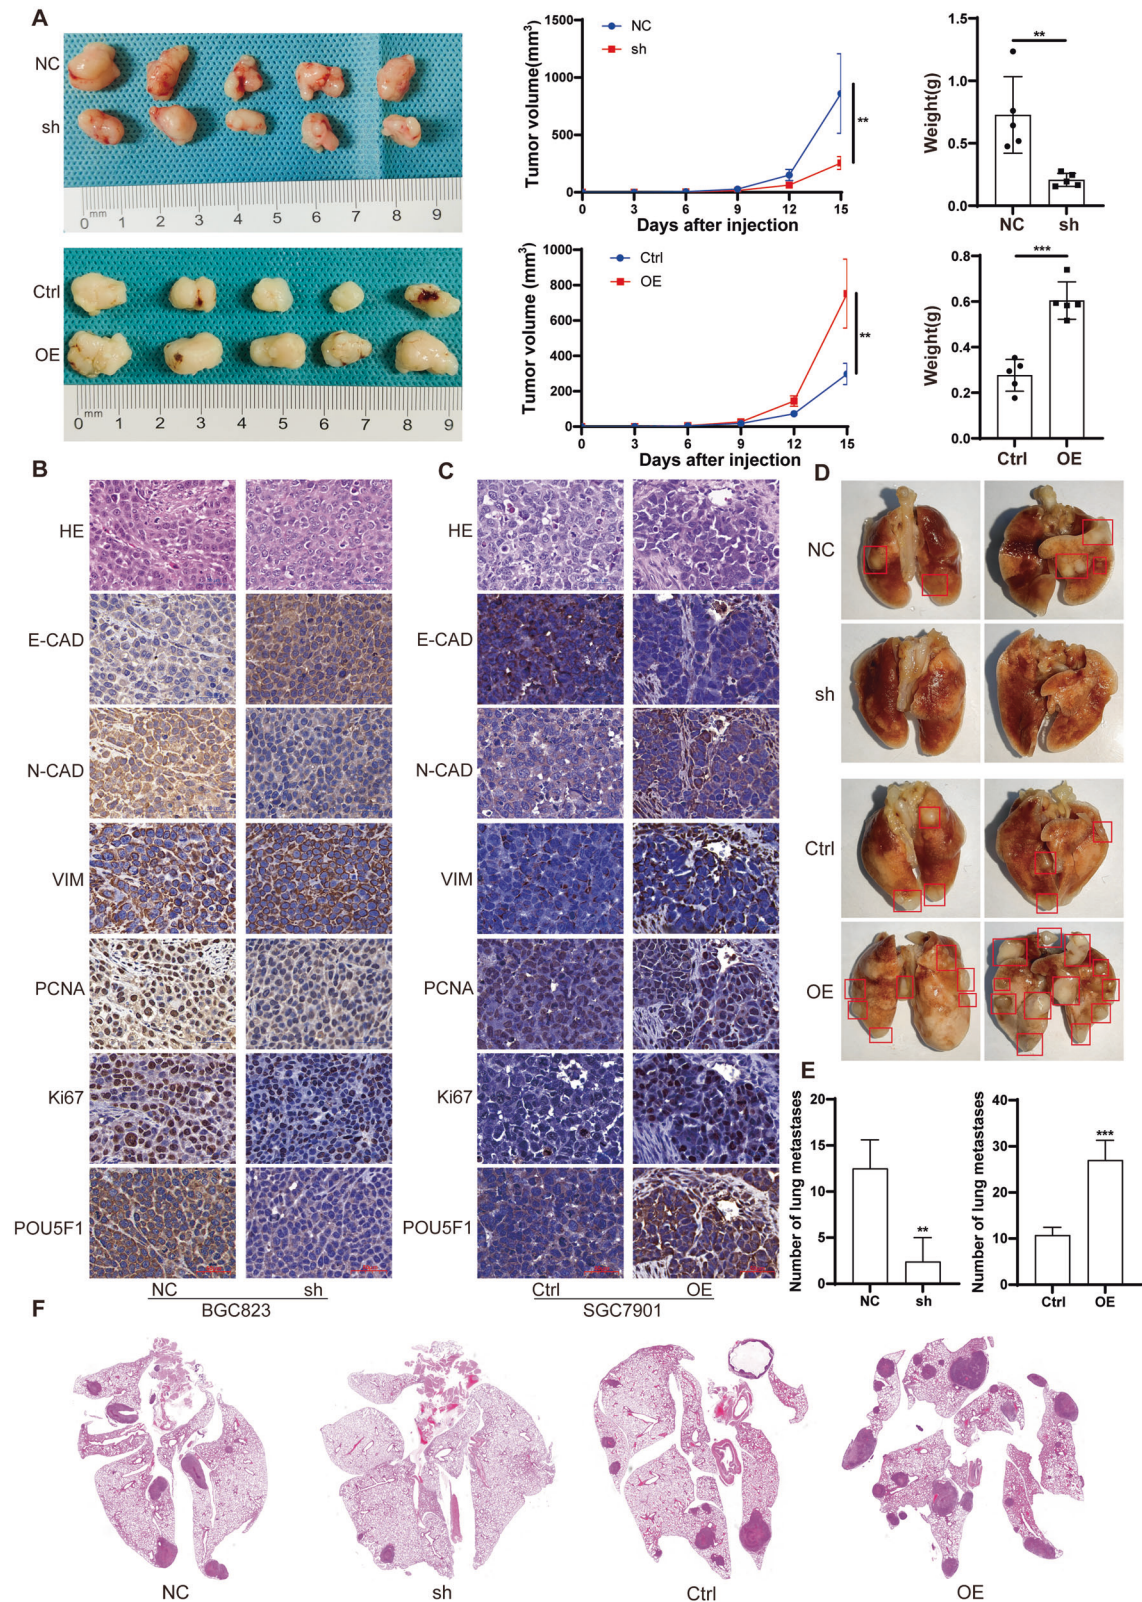 A
NC
sh
0 mm 1 2 3 4 5 6 7 8 9
Tumor volume(mm³)
1500
1000
500
0
NC
sh
**
0 3 6 9 12 15
Days after injection
Weight(g)
1.5
1.0
0.5
0.0
**
NC sh
Ctrl
OE
0 mm 1 2 3 4 5 6 7 8 9
Tumor volume (mm³)
1000
800
600
400
200
0
Ctrl
OE
**
0 3 6 9 12 15
Days after injection
Weight(g)
0.8
0.6
0.4
0.2
0.0
***
Ctrl OE
B
HE
E-CAD
N-CAD
VIM
PCNA
Ki67
POU5F1
NC sh
BGC823
C
HE
E-CAD
N-CAD
VIM
PCNA
Ki67
POU5F1
Ctrl OE
SGC7901
D
NC
sh
Ctrl
OE
E
Number of lung metastases
20
15
10
5
0
**
NC sh
Number of lung metastases
40
30
20
10
0
***
Ctrl OE
F
NC sh Ctrl OE